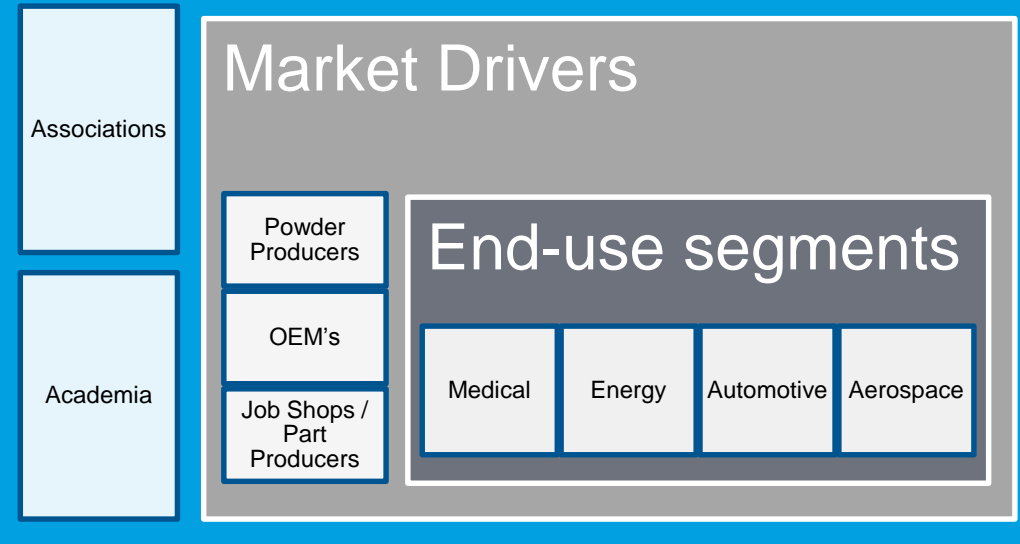 Associations
Academia
Market Drivers
Powder
Producers
OEM’s
Job Shops /
Part
Producers
End-use segments
Medical
Energy
Automotive
Aerospace